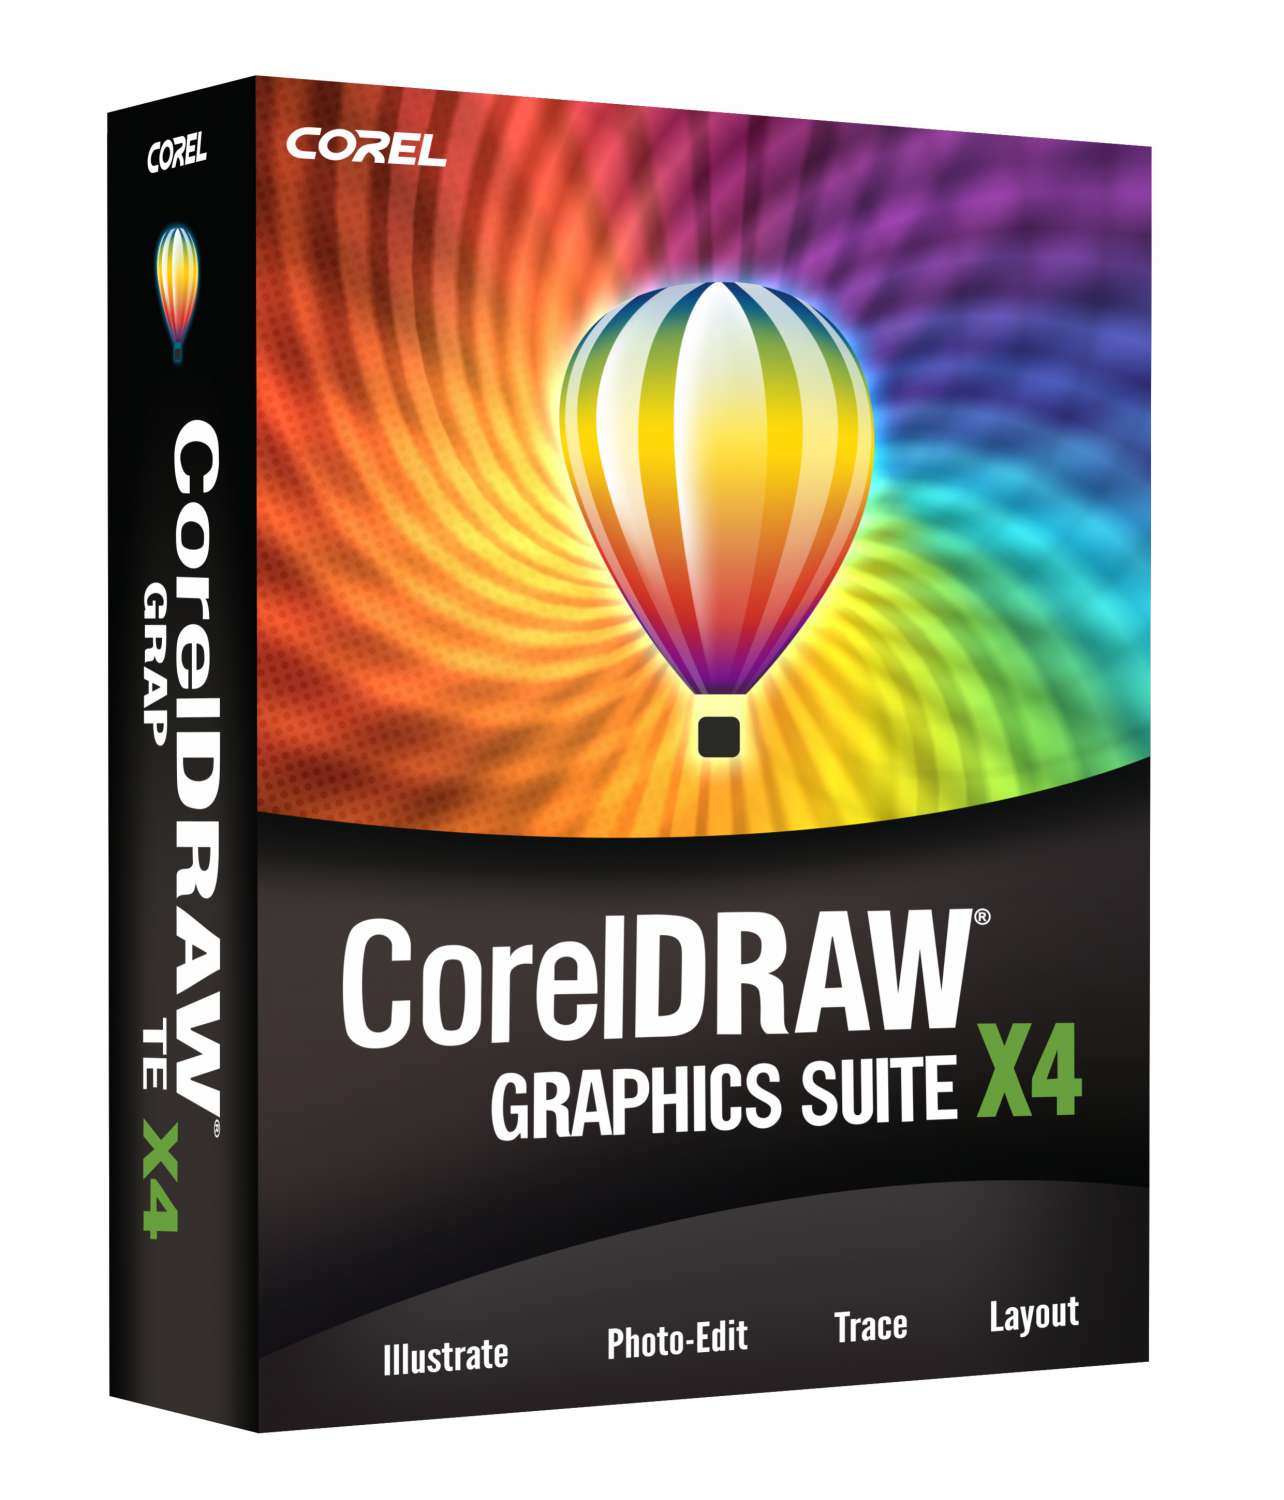 COREL
CorelDRAW®
GRAP
TE X4
COREL
CorelDRAW®
GRAPHICS SUITE X4
Illustrate
Photo-Edit
Trace
Layout